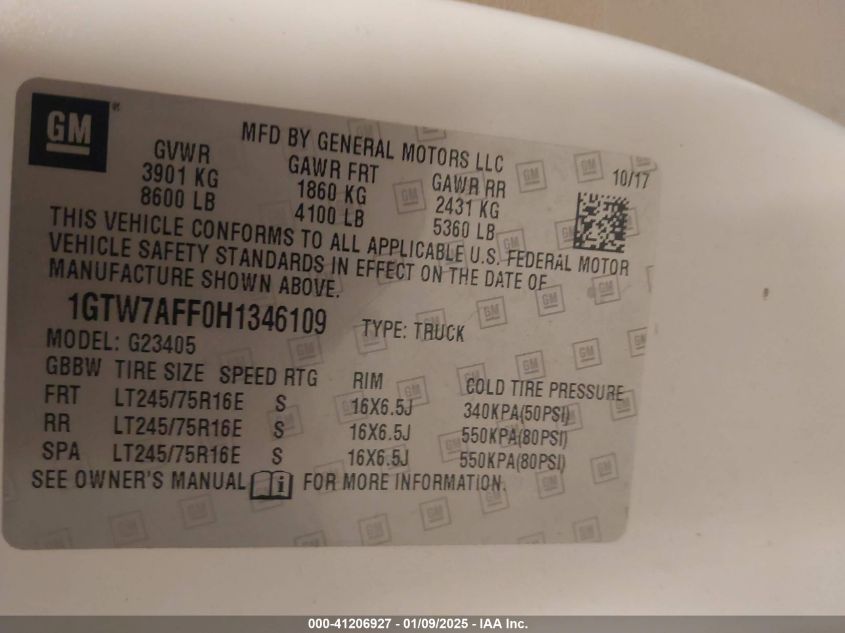 GM®
MFD BY GENERAL MOTORS LLC
GVWR GAWR FRT GAWR RR 10/17
3901 KG 1860 KG 2431 KG
8600 LB 4100 LB 5360 LB
THIS VEHICLE CONFORMS TO ALL APPLICABLE U.S. FEDERAL MOTOR
VEHICLE SAFETY STANDARDS IN EFFECT ON THE DATE OF
MANUFACTURE SHOWN ABOVE.
1GTW7AFF0H1346109 TYPE: TRUCK
MODEL: G23405
GBBW TIRE SIZE SPEED RTG RIM COLD TIRE PRESSURE
FRT LT245/75R16E S 16X6.5J 340KPA(50PSI)
RR LT245/75R16E S 16X6.5J 550KPA(80PSI)
SPA LT245/75R16E S 16X6.5J 550KPA(80PSI)
SEE OWNER'S MANUAL i FOR MORE INFORMATION.
000-41206927 - 01/09/2025 - IAA Inc.